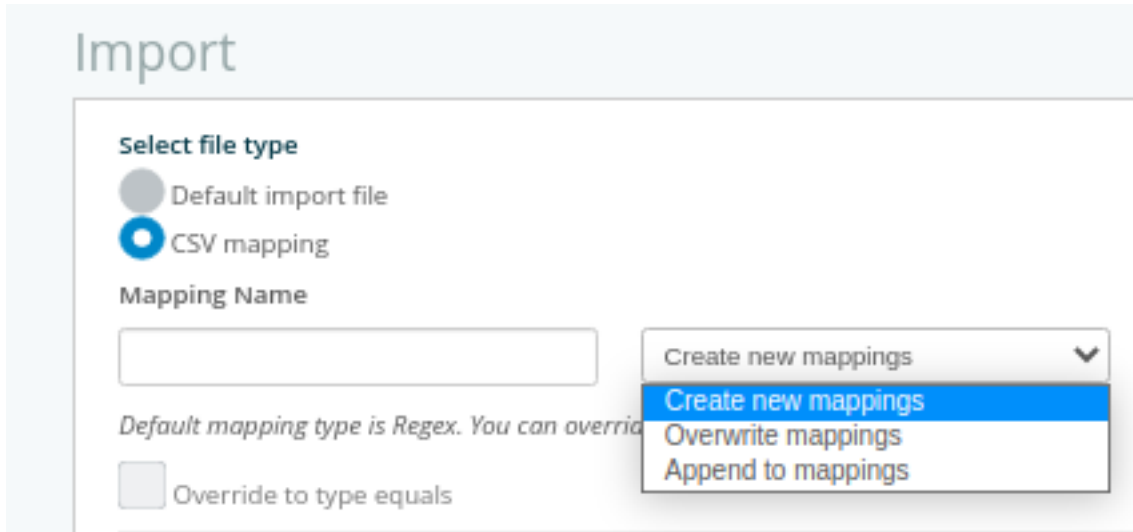 Import
Select file type
Default import file
CSV mapping
Mapping Name
Create new mappings
Create new mappings
Overwrite mappings
Append to mappings
Default mapping type is Regex. You can
Override to type equals